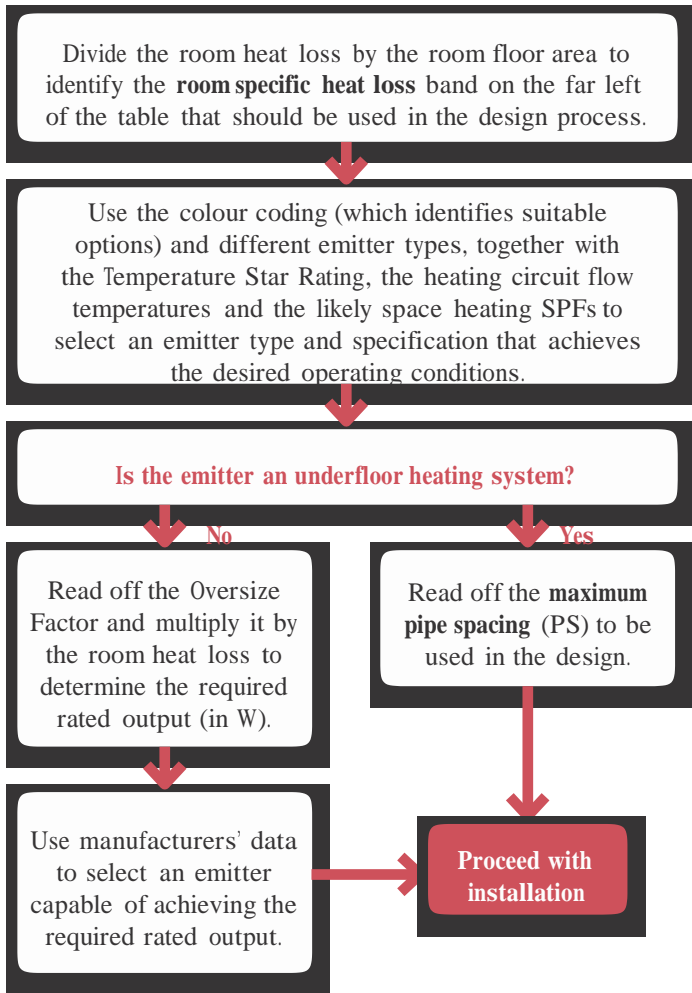 Divide the room heat loss by the room floor area to
identify the room specific heat loss band on the far left
of the table that should be used in the design process.
Use the colour coding (which identifies suitable
options) and different emitter types, together with
the Temperature Star Rating, the heating circuit flow
temperatures and the likely space heating SPFs to
select an emitter type and specification that achieves
the desired operating conditions.
Is the emitter an underfloor heating system?
No
Yes
Read off the Oversize
Factor and multiply it by
the room heat loss to
determine the required
rated output (in W).
Read off the maximum
pipe spacing (PS) to be
used in the design.
Use manufacturers' data
to select an emitter
capable of achieving the
required rated output.
Proceed with
installation